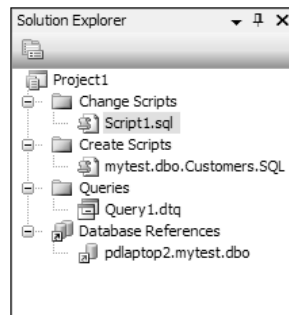 Solution Explorer
Project1
Change Scripts
Script1.sql
Create Scripts
mytest.dbo.Customers.SQL
Queries
Query1.dtq
Database References
pdlaptop2.mytest.dbo